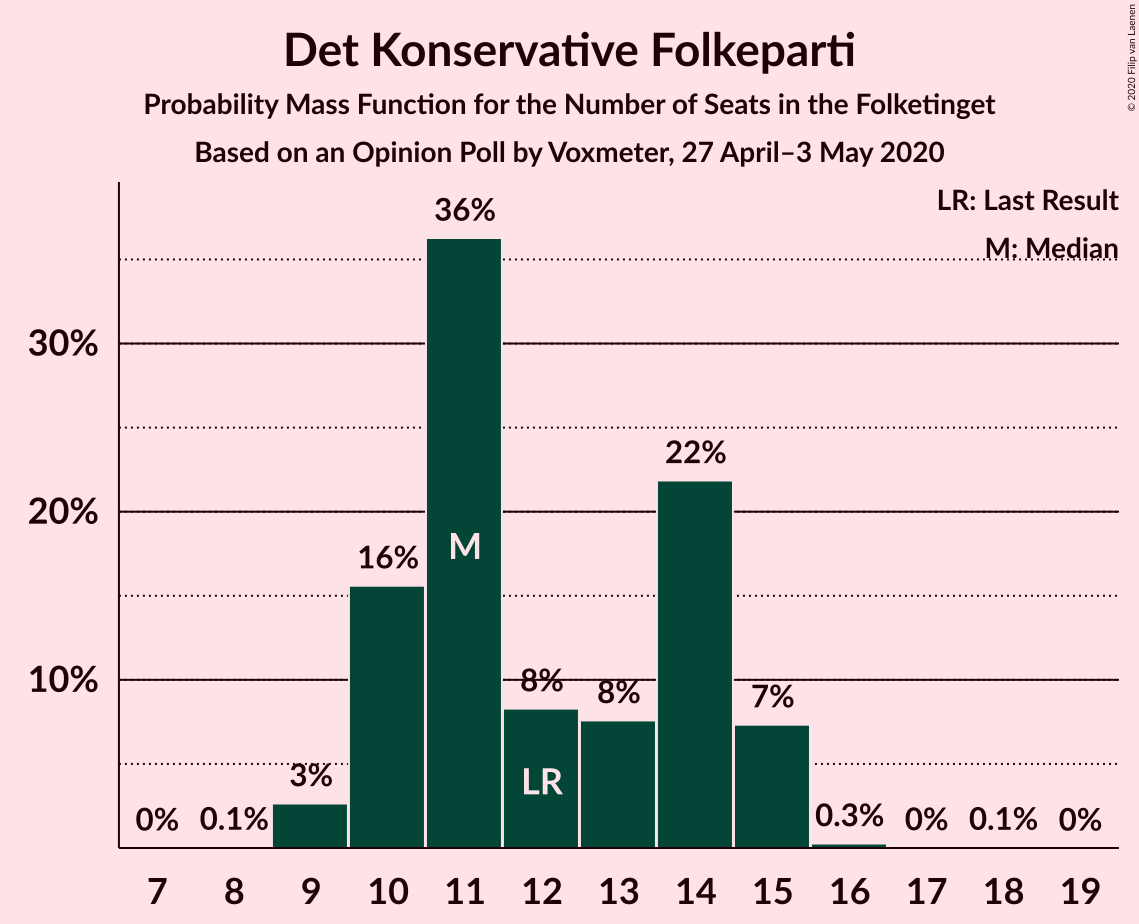 Det Konservative Folkeparti
Probability Mass Function for the Number of Seats in the Folketinget
Based on an Opinion Poll by Voxmeter, 27 April–3 May 2020
© 2020 Filip van Laenen
LR: Last Result
M: Median
30%
20%
10%
0%
0.1%
3%
16%
36%
8%
8%
22%
7%
0.3%
0%
0.1%
0%
M
LR
7 8 9 10 11 12 13 14 15 16 17 18 19